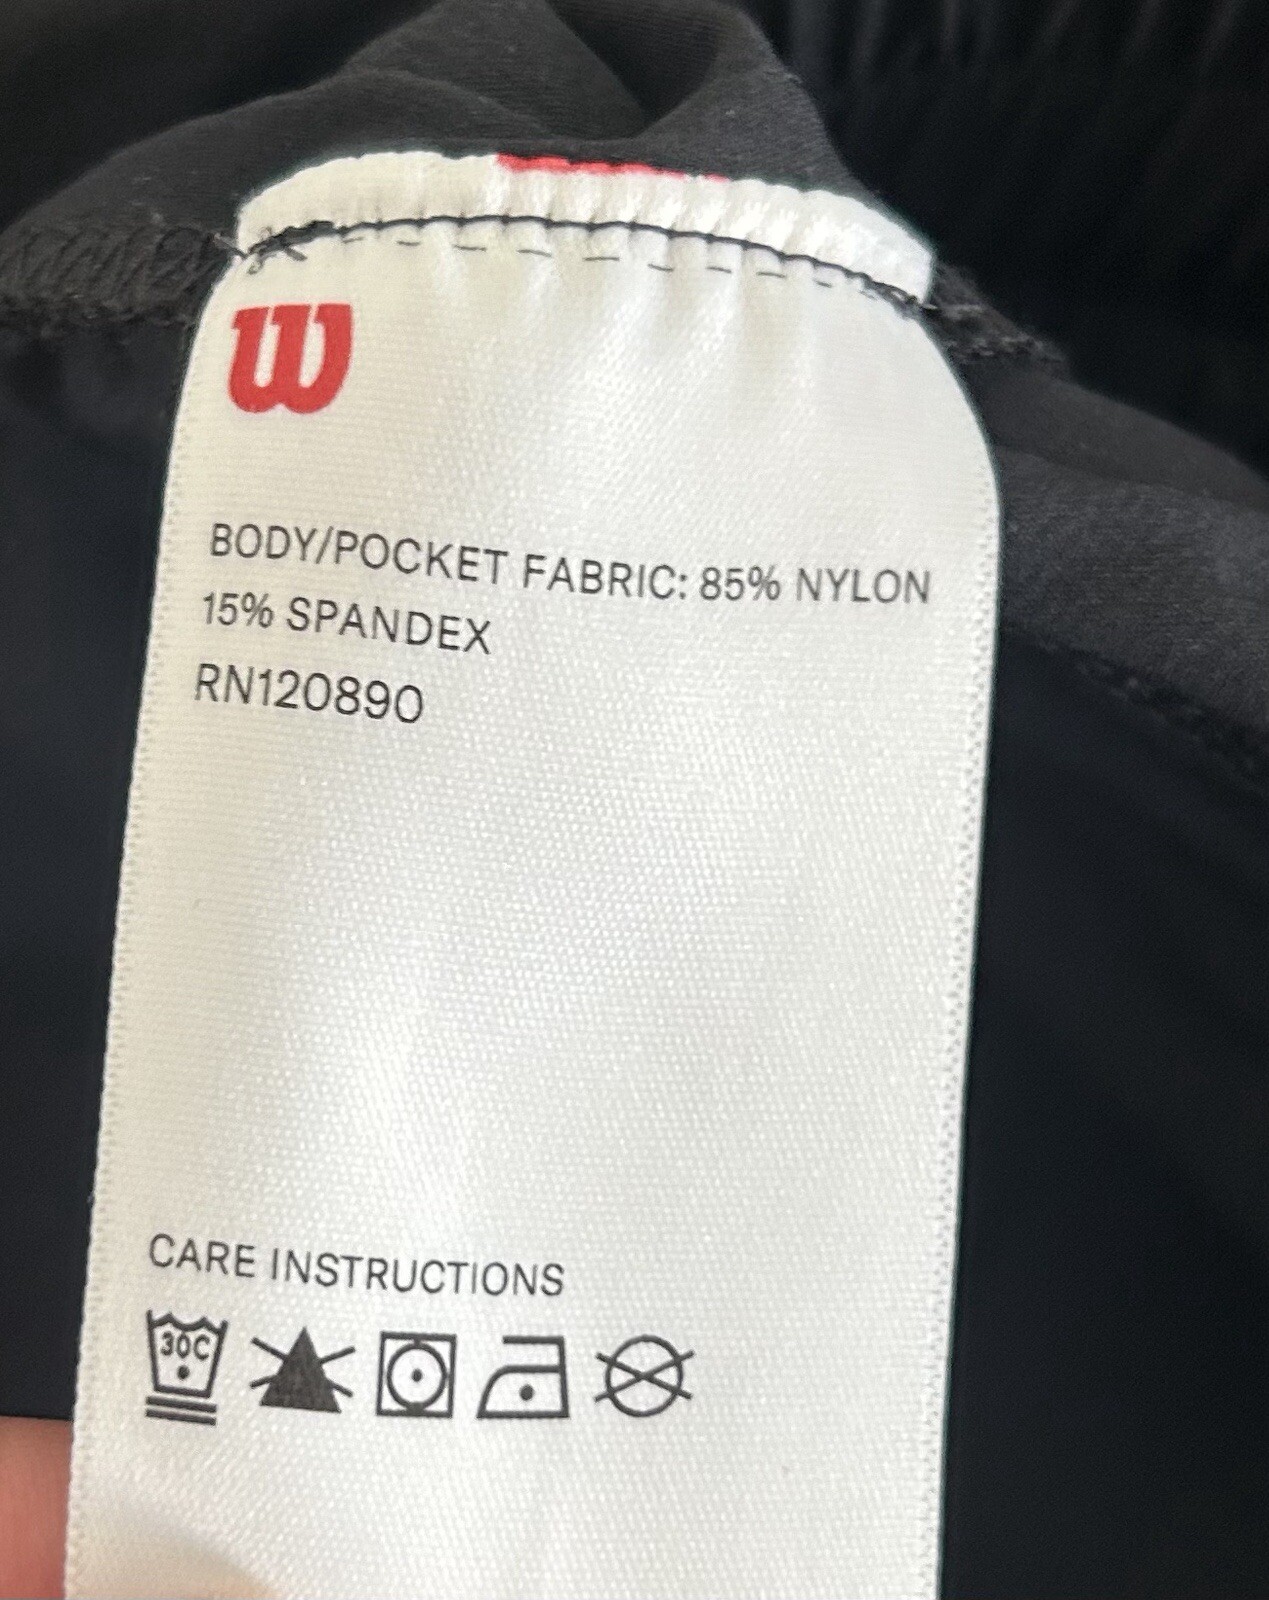 W
BODY/POCKET FABRIC: 85% NYLON
15% SPANDEX
RN120890
CARE INSTRUCTIONS
30C